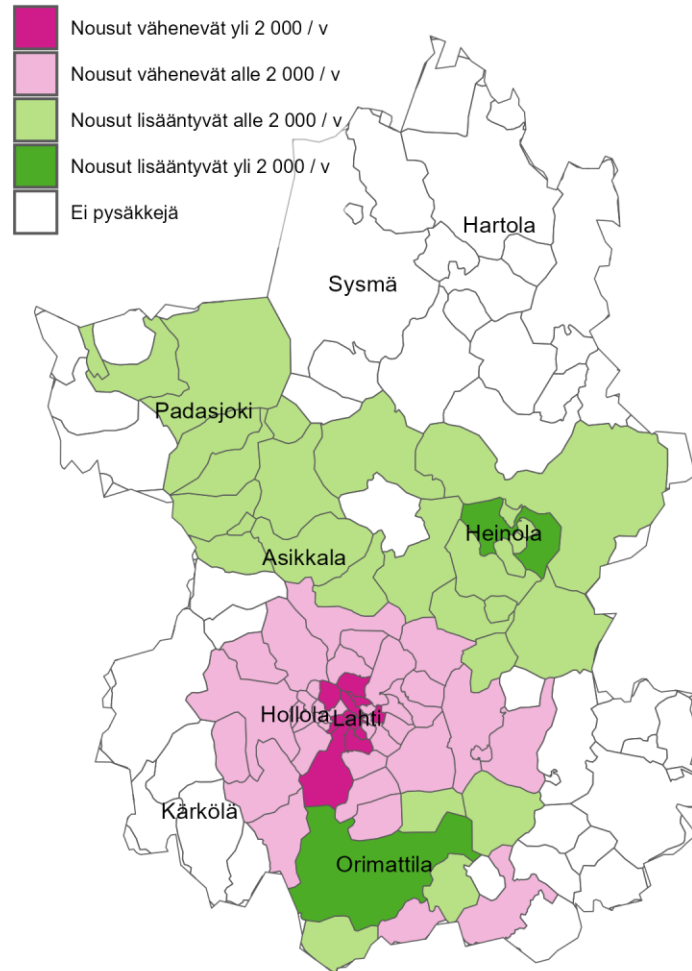 Nousut vähenevät yli 2 000 / v
Nousut vähenevät alle 2 000 / v
Nousut lisääntyvät alle 2 000 / v
Nousut lisääntyvät yli 2 000 / v
Ei pysäkkejä
Hartola
Sysmä
Padasjoki
Heinola
Asikkala
Hollola
Lahti
Kärkölä
Orimattila